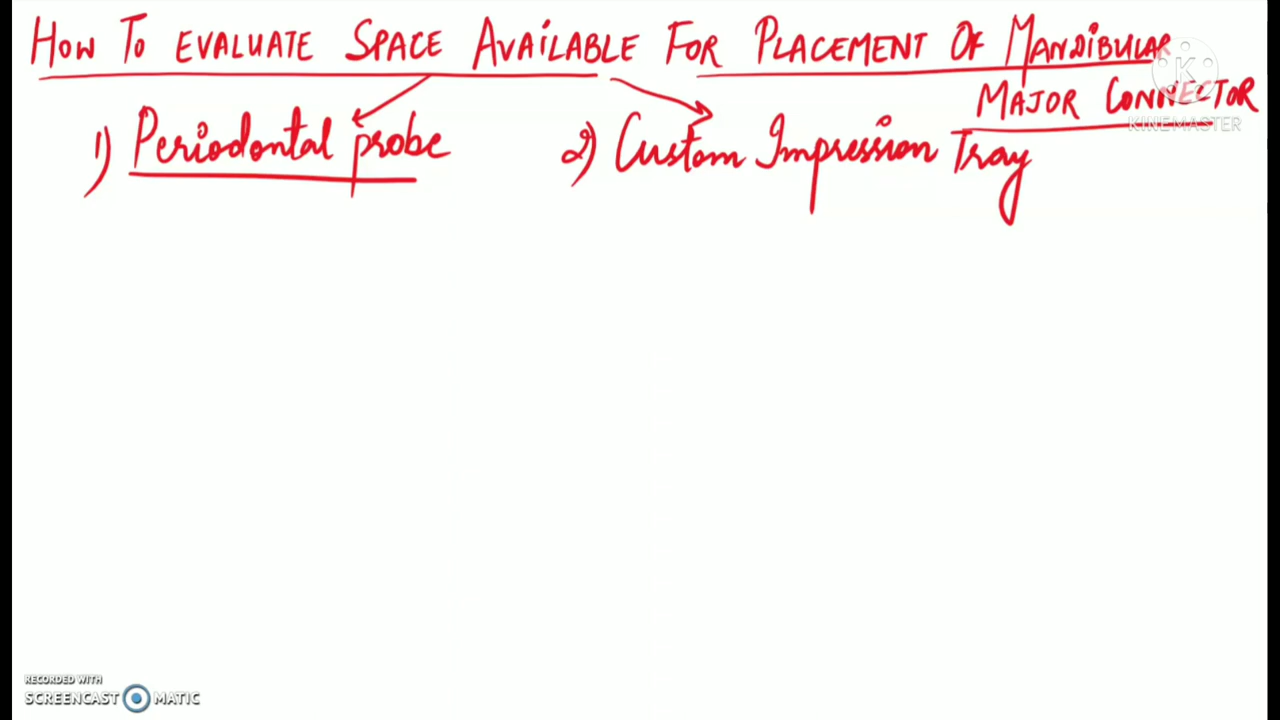 HOW TO EVALUATE SPACE AVAILABLE FOR PLACEMENT OF MANDIBULAR
MAJOR CONNECTOR
1) Periodontal probe
2) Custom Impression Tray
K
KINEMASTER
RECORDED WITH
SCREENCAST MATIC